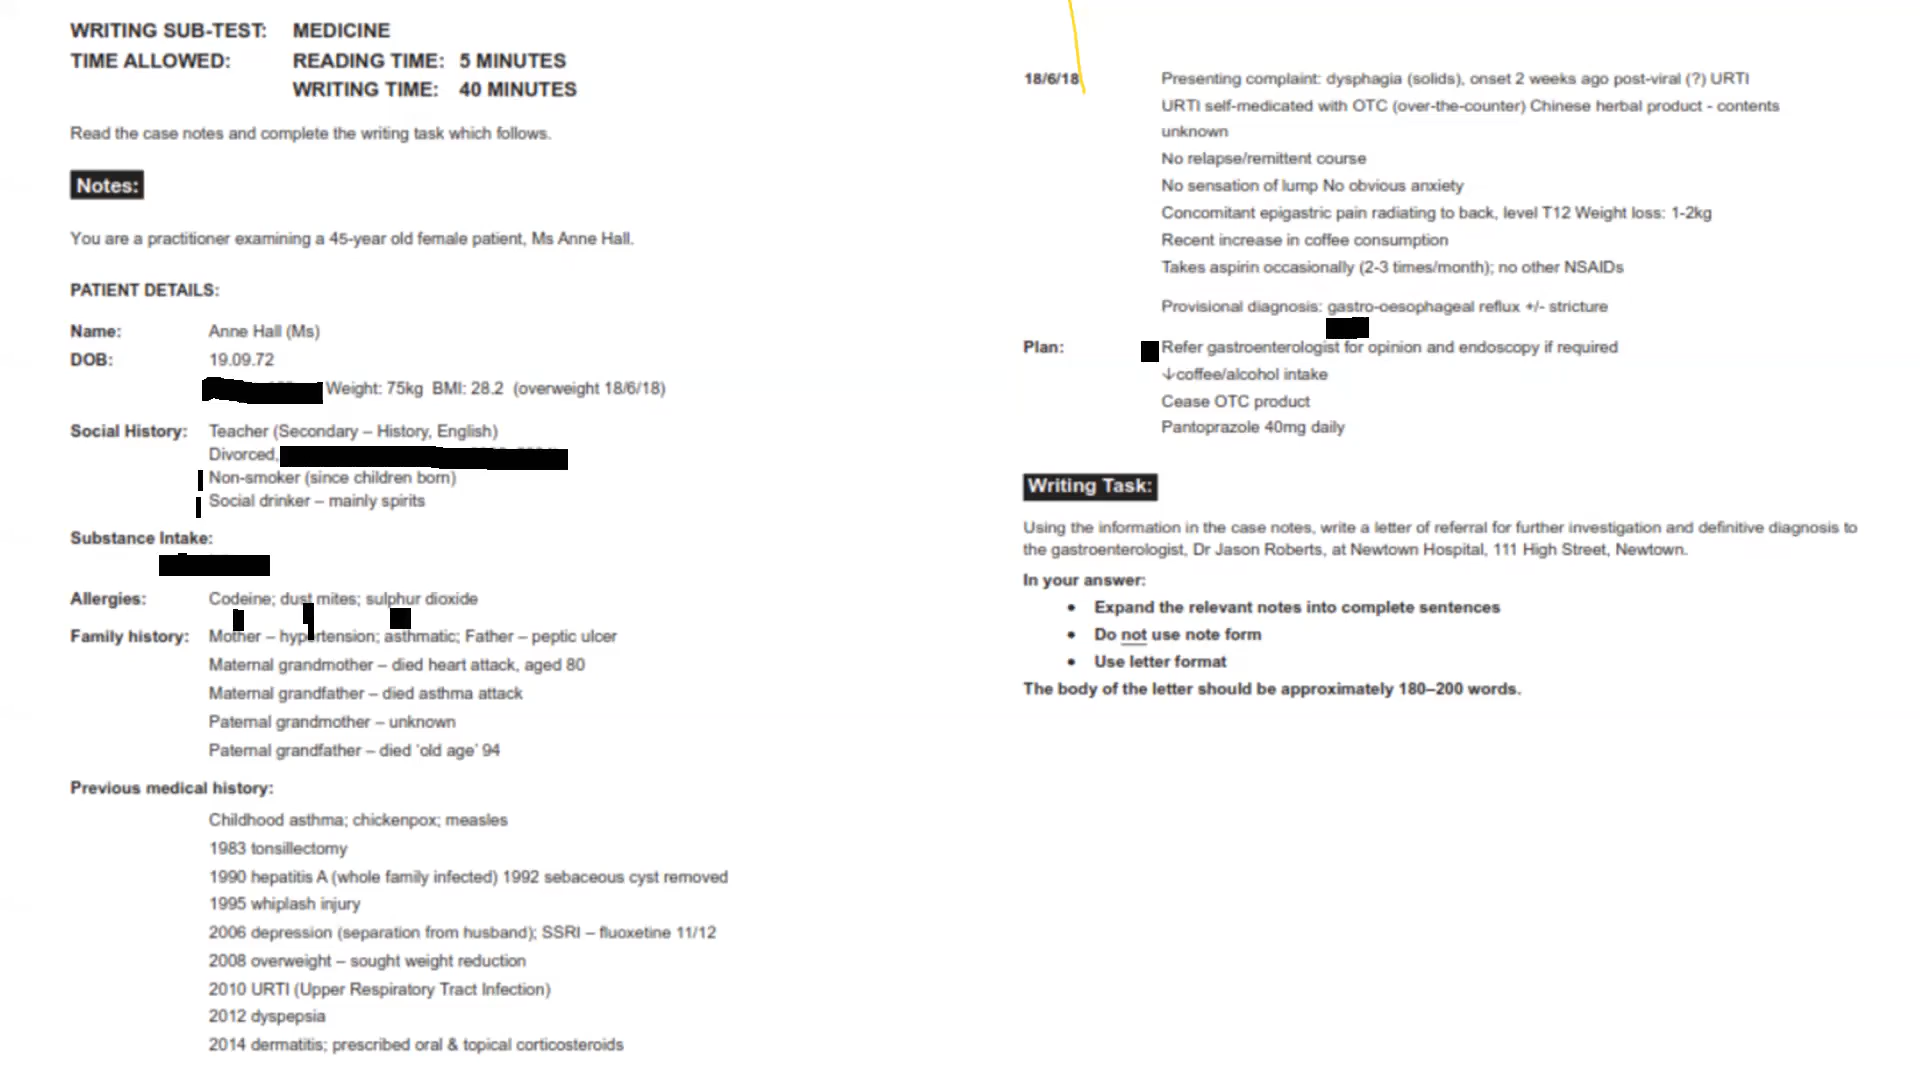 WRITING SUB-TEST: MEDICINE
TIME ALLOWED: READING TIME: 5 MINUTES
WRITING TIME: 40 MINUTES
Read the case notes and complete the writing task which follows.
Notes:
You are a practitioner examining a 45-year old female patient, Ms Anne Hall.
PATIENT DETAILS:
Name: Anne Hall (Ms)
DOB: 19.09.72
Weight: 75kg BMI: 28.2 (overweight 18/6/18)
Social History: Teacher (Secondary – History, English)
Divorced,
Non-smoker (since children born)
Social drinker – mainly spirits
Substance Intake:
Allergies: Codeine; dust mites; sulphur dioxide
Family history: Mother – hypertension; asthmatic; Father – peptic ulcer
Maternal grandmother – died heart attack, aged 80
Maternal grandfather – died asthma attack
Paternal grandmother – unknown
Paternal grandfather – died 'old age' 94
Previous medical history:
Childhood asthma; chickenpox; measles
1983 tonsillectomy
1990 hepatitis A (whole family infected) 1992 sebaceous cyst removed
1995 whiplash injury
2006 depression (separation from husband); SSRI – fluoxetine 11/12
2008 overweight – sought weight reduction
2010 URTI (Upper Respiratory Tract Infection)
2012 dyspepsia
2014 dermatitis; prescribed oral & topical corticosteroids
18/6/18 Presenting complaint: dysphagia (solids), onset 2 weeks ago post-viral (?) URTI
URTI self-medicated with OTC (over-the-counter) Chinese herbal product - contents
unknown
No relapse/remittent course
No sensation of lump No obvious anxiety
Concomitant epigastric pain radiating to back, level T12 Weight loss: 1-2kg
Recent increase in coffee consumption
Takes aspirin occasionally (2-3 times/month); no other NSAIDs
Provisional diagnosis: gastro-oesophageal reflux +/- stricture
Plan: Refer gastroenterologist for opinion and endoscopy if required
↓coffee/alcohol intake
Cease OTC product
Pantoprazole 40mg daily
Writing Task:
Using the information in the case notes, write a letter of referral for further investigation and definitive diagnosis to
the gastroenterologist, Dr Jason Roberts, at Newtown Hospital, 111 High Street, Newtown.
In your answer:
• Expand the relevant notes into complete sentences
• Do not use note form
• Use letter format
The body of the letter should be approximately 180–200 words.